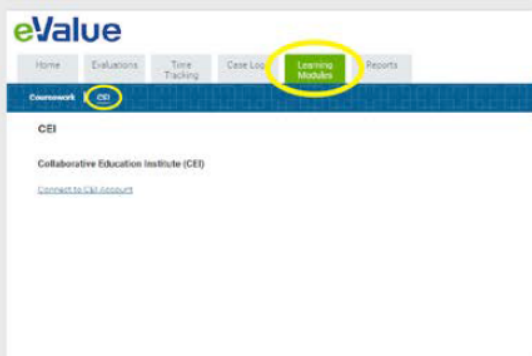 eValue
Home Evaluations Time Tracking Case Log Learning Modules Reports
Coursework CEI
CEI
Collaborative Education Institute (CEI)
Connect to CEI Account